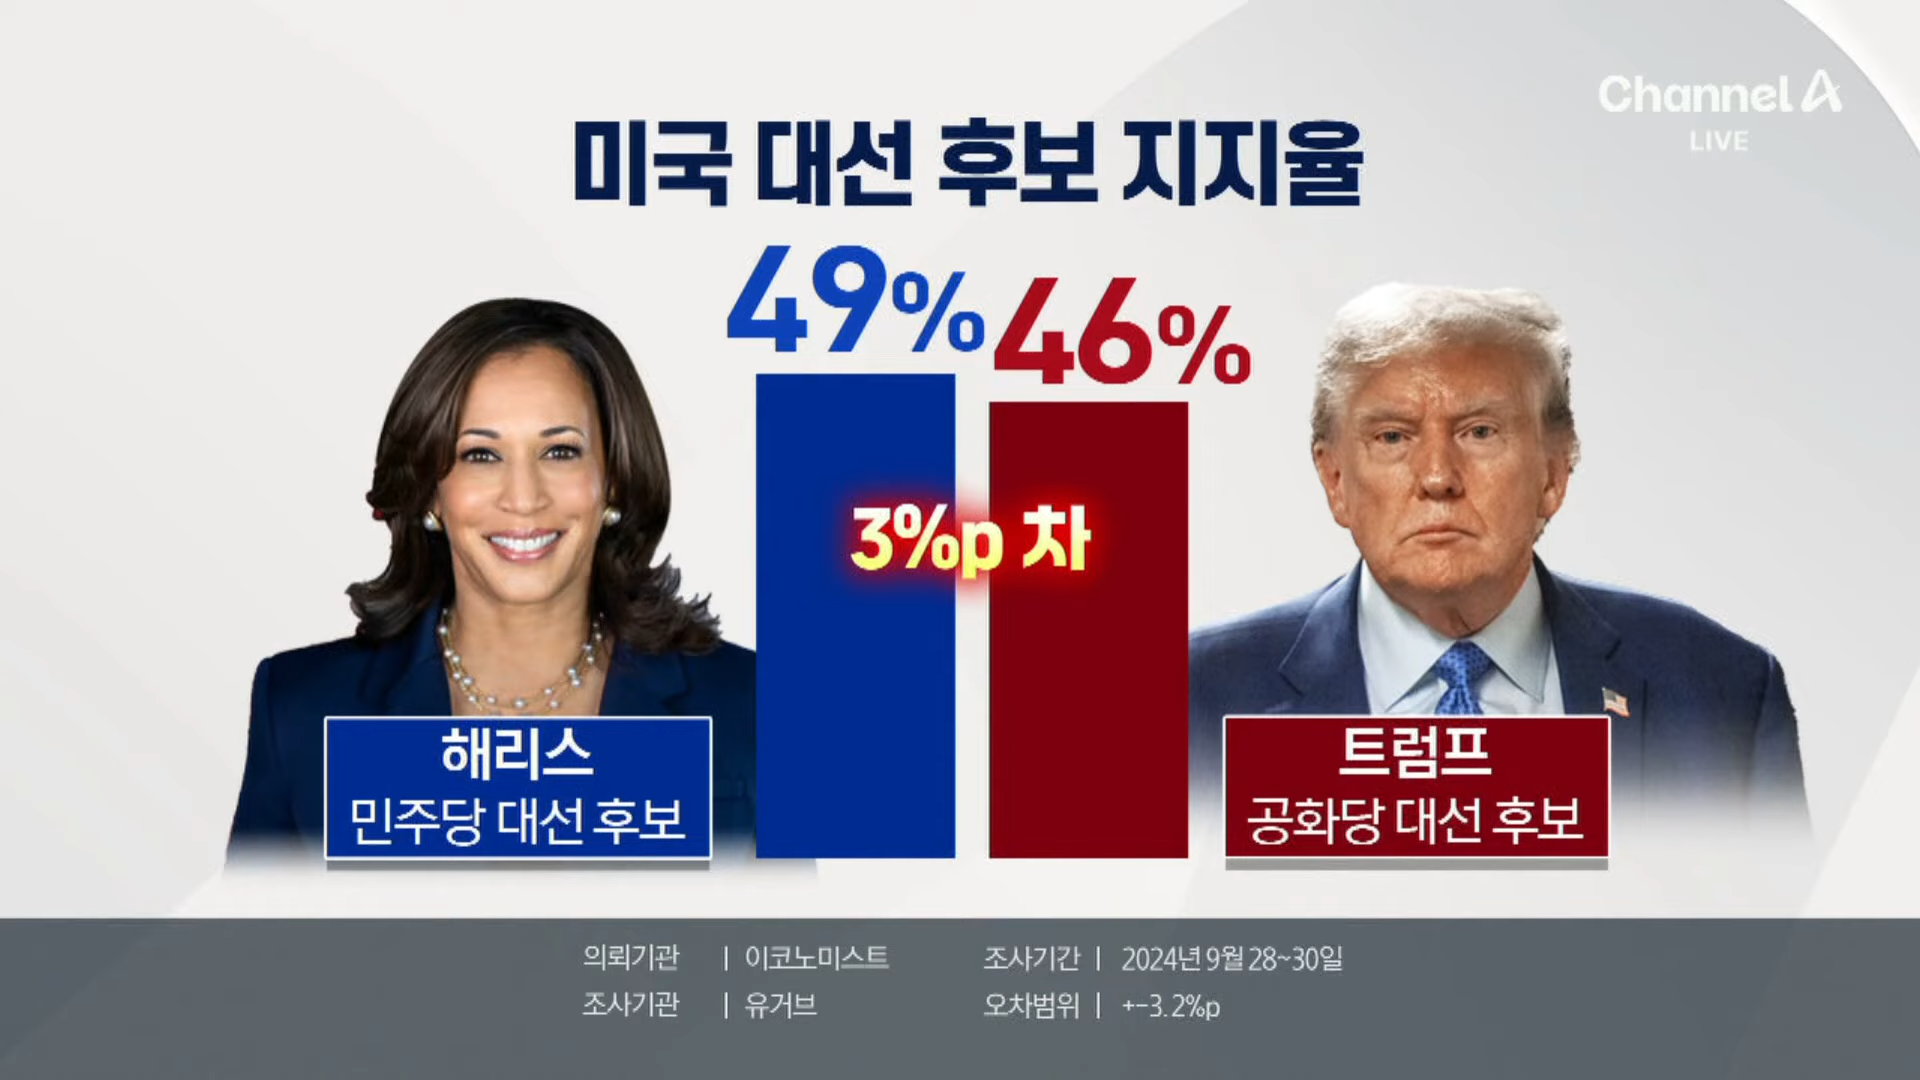 Channel A
LIVE
미국 대선 후보 지지율
49%
46%
3%p 차
해리스
민주당 대선 후보
트럼프
공화당 대선 후보
의뢰기관 | 이코노미스트
조사기간 | 2024년 9월 28~30일
조사기관 | 유거브
오차범위 | +-3.2%p